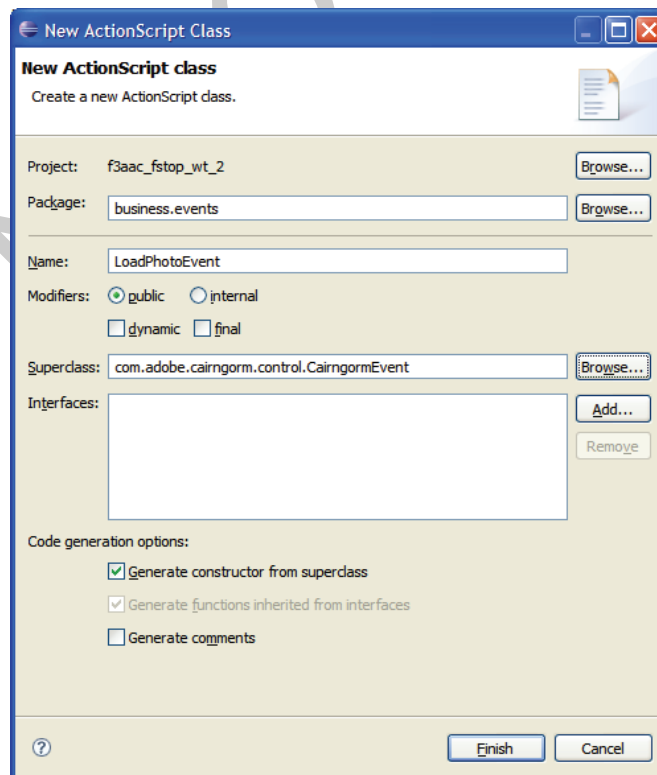 New ActionScript Class
New ActionScript class
Create a new ActionScript class.
Project: f3aac_fstop_wt_2 Browse...
Package: business.events Browse...
Name: LoadPhotoEvent
Modifiers: public internal
dynamic final
Superclass: com.adobe.cairngorm.control.CairngormEvent Browse...
Interfaces: Add...
Remove
Code generation options:
Generate constructor from superclass
Generate functions inherited from interfaces
Generate comments
? Finish Cancel